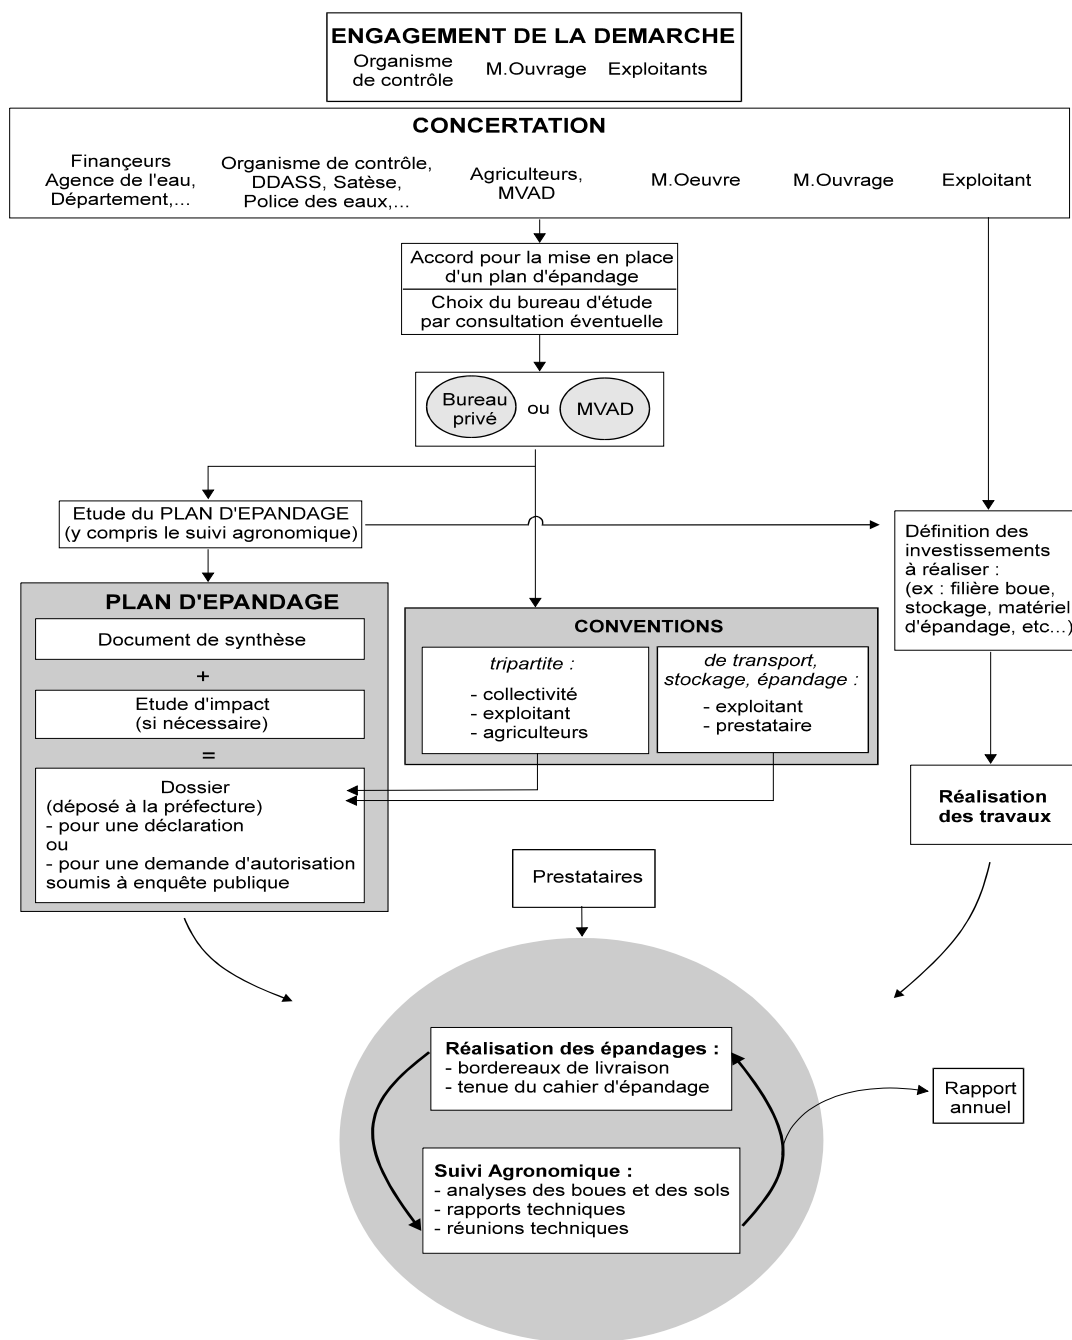 ENGAGEMENT DE LA DEMARCHE
Organisme
de contrôle
M.Ouvrage
Exploitants
CONCERTATION
Finançeurs
Agence de l'eau,
Département,...
Organisme de contrôle,
DDASS, Satèse,
Police des eaux,...
Agriculteurs,
MVAD
M.Oeuvre
M.Ouvrage
Exploitant
Accord pour la mise en place
d'un plan d'épandage
Choix du bureau d'étude
par consultation éventuelle
Bureau
privé
ou
MVAD
Etude du PLAN D'EPANDAGE
(y compris le suivi agronomique)
Définition des
investissements
à réaliser :
(ex : filière boue,
stockage, matériel
d'épandage, etc...)
PLAN D'EPANDAGE
Document de synthèse
+
Etude d'impact
(si nécessaire)
=
Dossier
(déposé à la préfecture)
- pour une déclaration
ou
- pour une demande d'autorisation
soumis à enquête publique
CONVENTIONS
tripartite :
- collectivité
- exploitant
- agriculteurs
de transport,
stockage, épandage :
- exploitant
- prestataire
Réalisation
des travaux
Prestataires
Réalisation des épandages :
- bordereaux de livraison
- tenue du cahier d'épandage
Rapport
annuel
Suivi Agronomique :
- analyses des boues et des sols
- rapports techniques
- réunions techniques